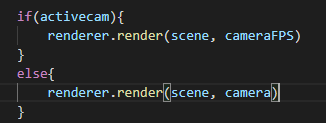 if(activecam){
    renderer.render(scene, cameraFPS)
}
else{
    renderer.render(scene, camera)
}